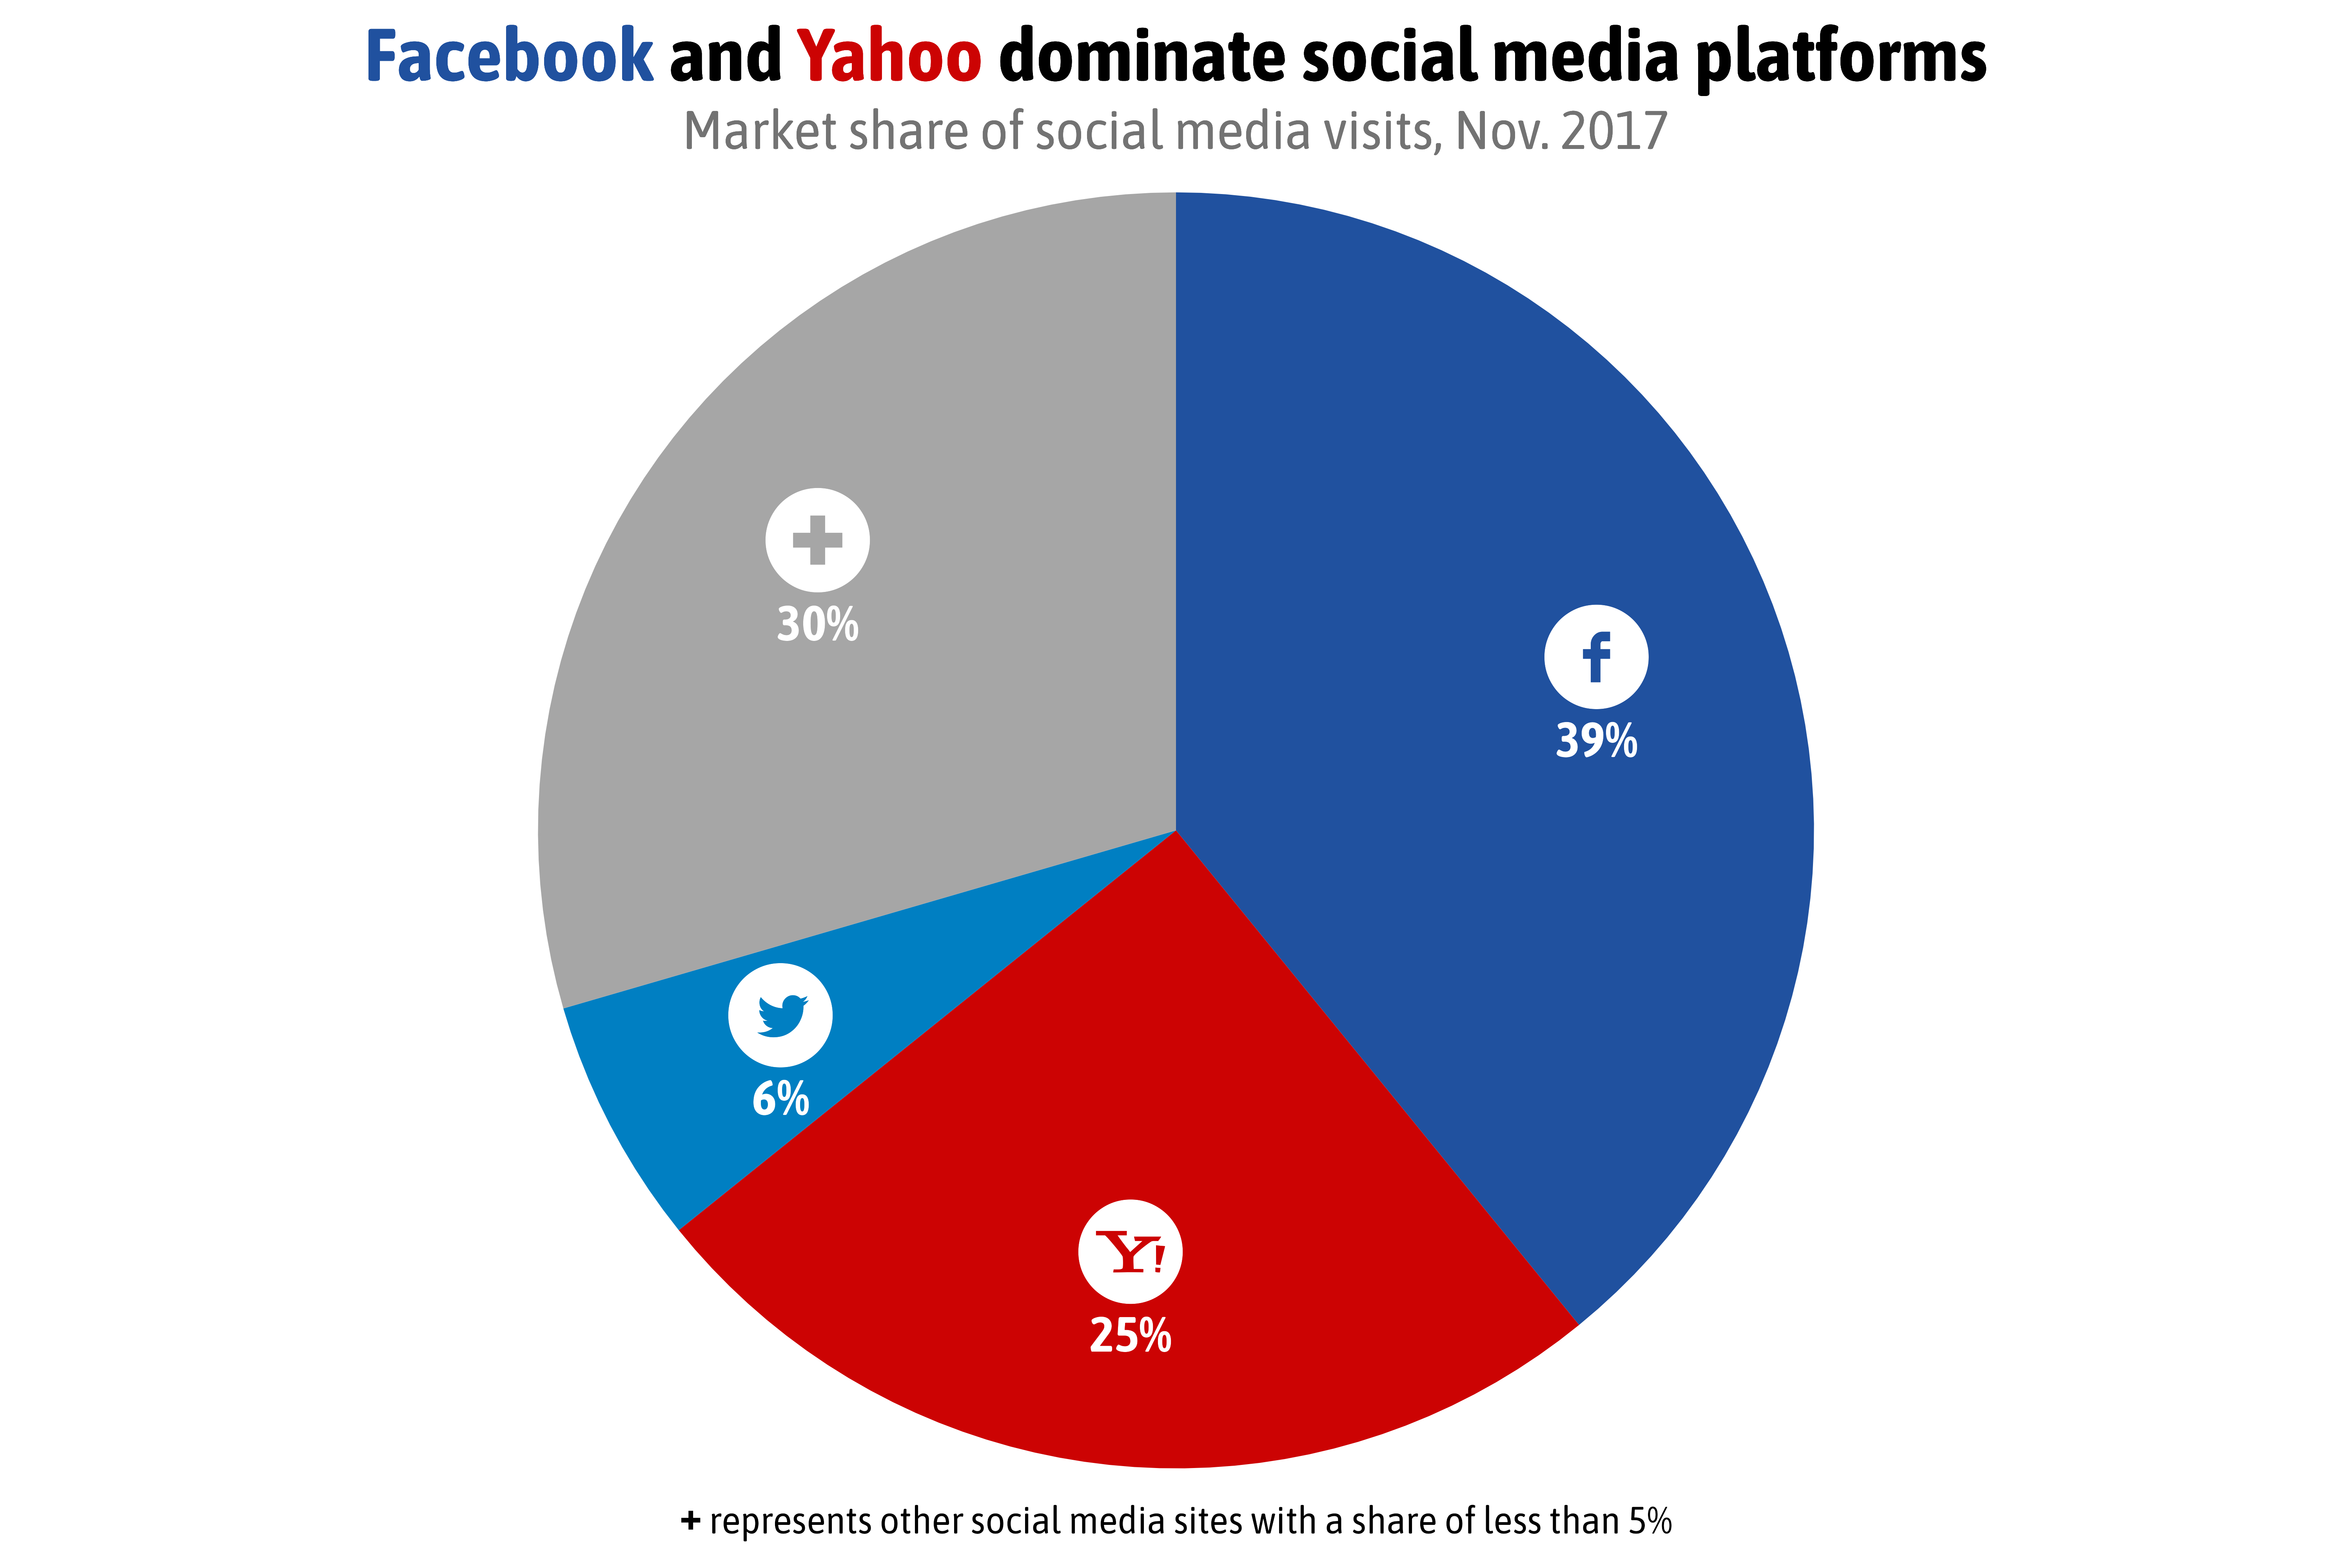 Facebook and Yahoo dominate social media platforms
Market share of social media visits, Nov. 2017
30%
f
39%
6%
Y!
25%
+ represents other social media sites with a share of less than 5%